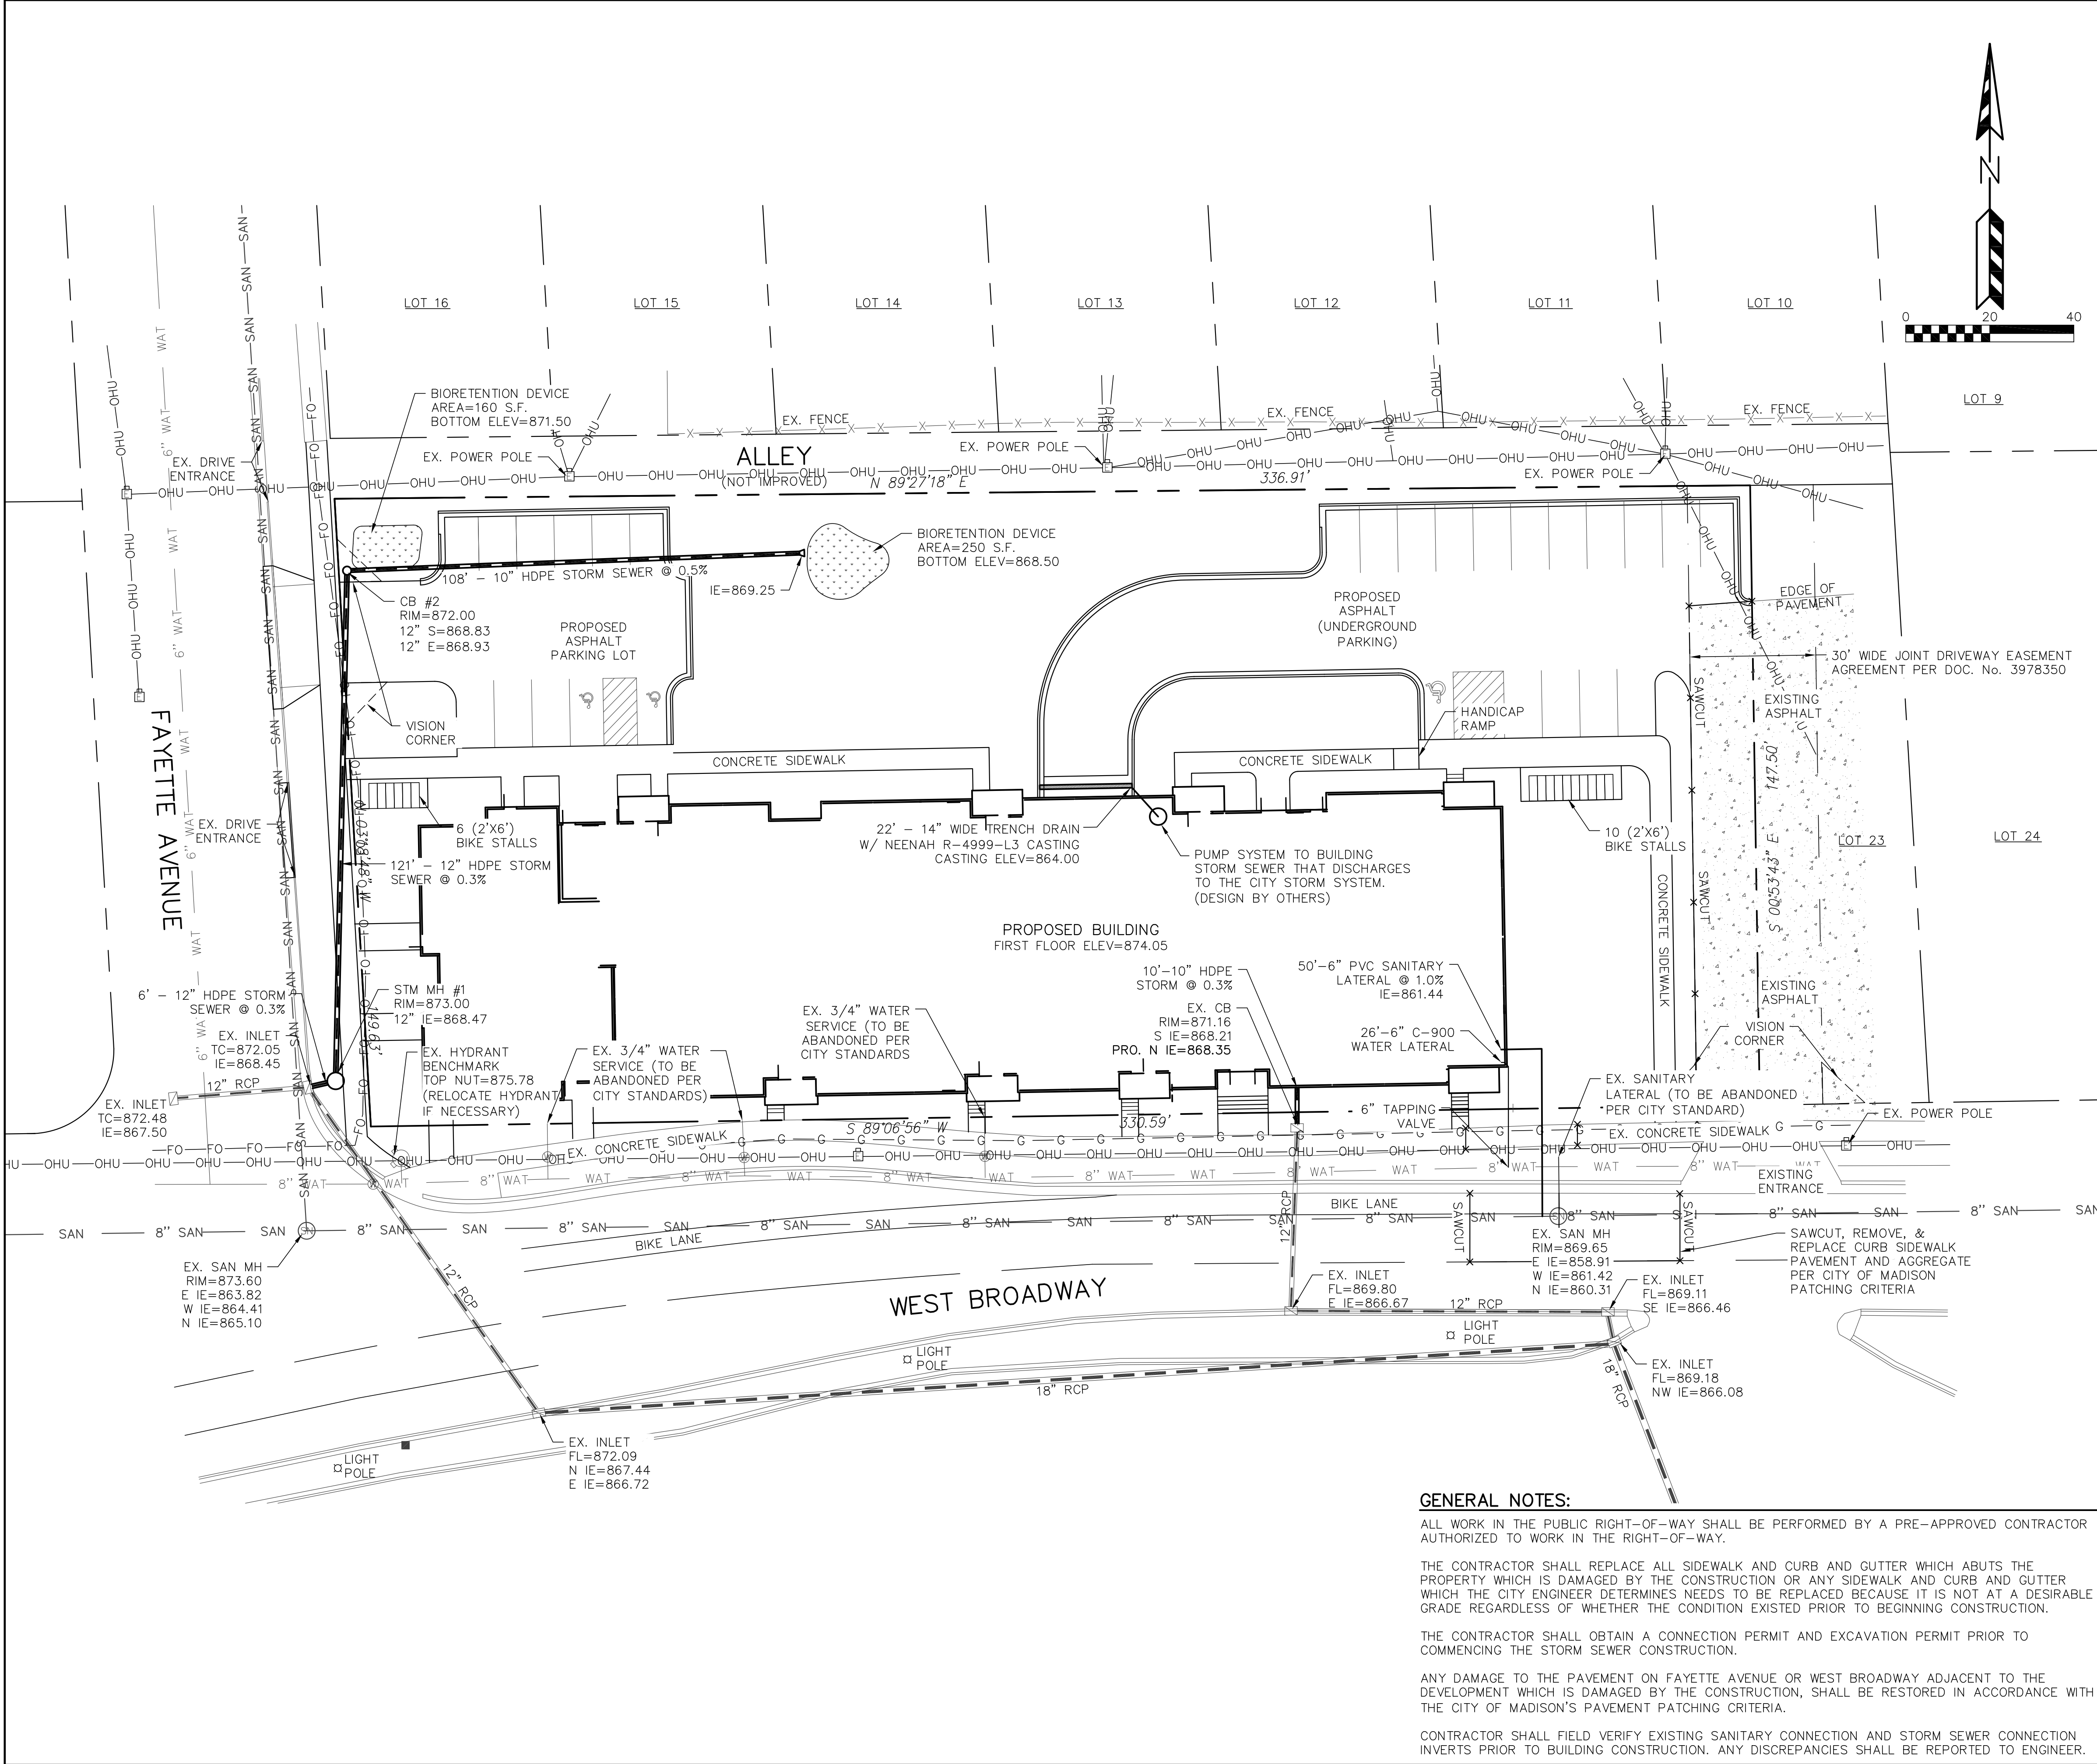 N
0 20 40
LOT 16
LOT 15
LOT 14
LOT 13
LOT 12
LOT 11
LOT 10
LOT 9
BIORETENTION DEVICE
AREA=160 S.F.
BOTTOM ELEV=871.50
EX. FENCE
EX. FENCE
EX. FENCE
EX. DRIVE
ENTRANCE
EX. POWER POLE
ALLEY
(NOT IMPROVED)
N 89°27'18" E
336.91'
EX. POWER POLE
EX. POWER POLE
BIORETENTION DEVICE
AREA=250 S.F.
BOTTOM ELEV=868.50
108' - 10" HDPE STORM SEWER @ 0.5%
IE=869.25
CB #2
RIM=872.00
12" S=868.83
12" E=868.93
PROPOSED
ASPHALT
PARKING LOT
PROPOSED
ASPHALT
(UNDERGROUND
PARKING)
EDGE OF
PAVEMENT
30' WIDE JOINT DRIVEWAY EASEMENT
AGREEMENT PER DOC. No. 3978350
EXISTING
ASPHALT
SAWCUT
VISION
CORNER
HANDICAP
RAMP
CONCRETE SIDEWALK
CONCRETE SIDEWALK
FAYETTE AVENUE
EX. DRIVE
ENTRANCE
6 (2'X6')
BIKE STALLS
121' - 12" HDPE STORM
SEWER @ 0.3%
22' - 14" WIDE TRENCH DRAIN
W/ NEENAH R-4999-L3 CASTING
CASTING ELEV=864.00
PUMP SYSTEM TO BUILDING
STORM SEWER THAT DISCHARGES
TO THE CITY STORM SYSTEM.
(DESIGN BY OTHERS)
10 (2'X6')
BIKE STALLS
SAWCUT
CONCRETE SIDEWALK
S 00°53'43" E 147.50'
LOT 23
LOT 24
PROPOSED BUILDING
FIRST FLOOR ELEV=874.05
6' - 12" HDPE STORM
SEWER @ 0.3%
STM MH #1
RIM=873.00
12" IE=868.47
149.63'
EX. INLET
TC=872.05
IE=868.45
12" RCP
EX. INLET
TC=872.48
IE=867.50
EX. HYDRANT
BENCHMARK
TOP NUT=875.78
(RELOCATE HYDRANT
IF NECESSARY)
EX. 3/4" WATER
SERVICE (TO BE
ABANDONED PER
CITY STANDARDS)
EX. 3/4" WATER
SERVICE (TO BE
ABANDONED PER
CITY STANDARDS
10'-10" HDPE
STORM @ 0.3%
EX. CB
RIM=871.16
S IE=868.21
PRO. N IE=868.35
50'-6" PVC SANITARY
LATERAL @ 1.0%
IE=861.44
26'-6" C-900
WATER LATERAL
EXISTING
ASPHALT
VISION
CORNER
EX. SANITARY
LATERAL (TO BE ABANDONED
PER CITY STANDARD)
6" TAPPING
VALVE
EX. POWER POLE
S 89°06'56" W
330.59'
EX. CONCRETE SIDEWALK
EX. CONCRETE SIDEWALK
EXISTING
ENTRANCE
BIKE LANE
BIKE LANE
12" RCP
12" RCP
SAWCUT
SAWCUT
EX. SAN MH
RIM=873.60
E IE=863.82
W IE=864.41
N IE=865.10
WEST BROADWAY
EX. INLET
FL=869.80
E IE=866.67
12" RCP
EX. SAN MH
RIM=869.65
E IE=858.91
W IE=861.42
N IE=860.31
EX. INLET
FL=869.11
SE IE=866.46
SAWCUT, REMOVE, &
REPLACE CURB SIDEWALK
PAVEMENT AND AGGREGATE
PER CITY OF MADISON
PATCHING CRITERIA
LIGHT
POLE
LIGHT
POLE
LIGHT
POLE
18" RCP
18" RCP
EX. INLET
FL=869.18
NW IE=866.08
EX. INLET
FL=872.09
N IE=867.44
E IE=866.72
GENERAL NOTES:
ALL WORK IN THE PUBLIC RIGHT-OF-WAY SHALL BE PERFORMED BY A PRE-APPROVED CONTRACTOR
AUTHORIZED TO WORK IN THE RIGHT-OF-WAY.
THE CONTRACTOR SHALL REPLACE ALL SIDEWALK AND CURB AND GUTTER WHICH ABUTS THE
PROPERTY WHICH IS DAMAGED BY THE CONSTRUCTION OR ANY SIDEWALK AND CURB AND GUTTER
WHICH THE CITY ENGINEER DETERMINES NEEDS TO BE REPLACED BECAUSE IT IS NOT AT A DESIRABLE
GRADE REGARDLESS OF WHETHER THE CONDITION EXISTED PRIOR TO BEGINNING CONSTRUCTION.
THE CONTRACTOR SHALL OBTAIN A CONNECTION PERMIT AND EXCAVATION PERMIT PRIOR TO
COMMENCING THE STORM SEWER CONSTRUCTION.
ANY DAMAGE TO THE PAVEMENT ON FAYETTE AVENUE OR WEST BROADWAY ADJACENT TO THE
DEVELOPMENT WHICH IS DAMAGED BY THE CONSTRUCTION, SHALL BE RESTORED IN ACCORDANCE WITH
THE CITY OF MADISON'S PAVEMENT PATCHING CRITERIA.
CONTRACTOR SHALL FIELD VERIFY EXISTING SANITARY CONNECTION AND STORM SEWER CONNECTION
INVERTS PRIOR TO BUILDING CONSTRUCTION. ANY DISCREPANCIES SHALL BE REPORTED TO ENGINEER.